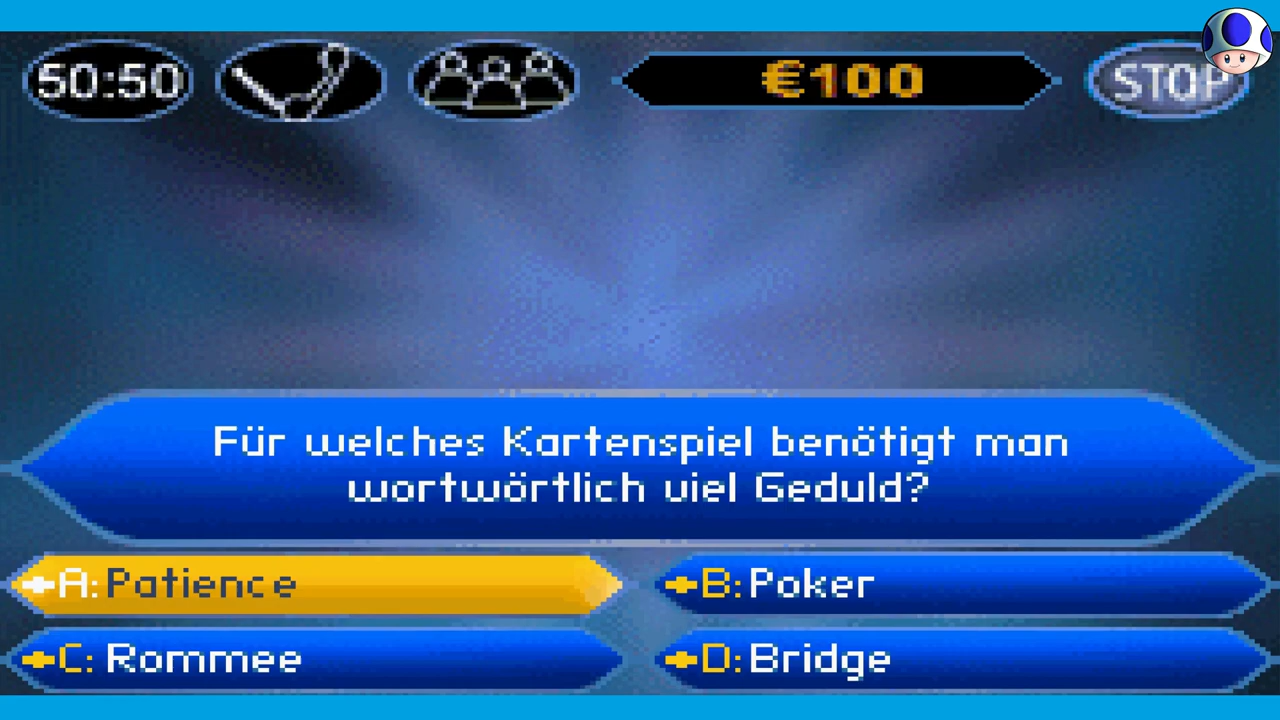 50:50
€100
STOP
Für welches Kartenspiel benötigt man
wortwörtlich viel Geduld?
A: Patience
B: Poker
C: Rommee
D: Bridge